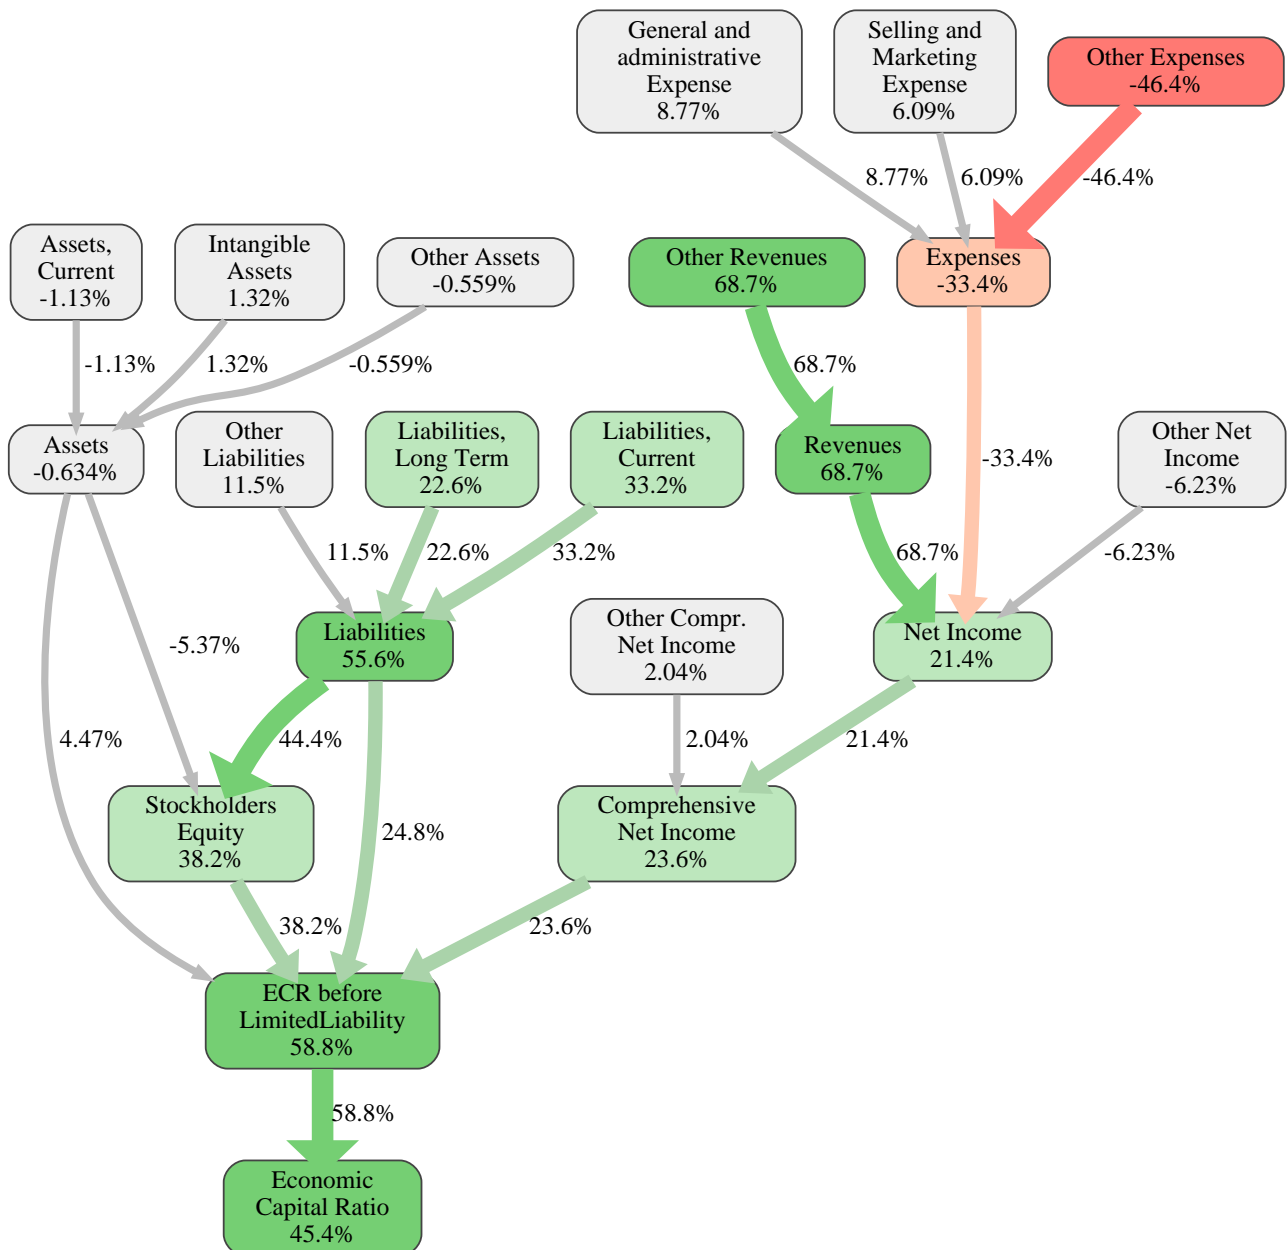 General and
administrative
Expense
8.77%
Selling and
Marketing
Expense
6.09%
Other Expenses
-46.4%
8.77%
6.09%
-46.4%
Assets,
Current
-1.13%
Intangible
Assets
1.32%
Other Assets
-0.559%
Other Revenues
68.7%
Expenses
-33.4%
-1.13%
1.32%
-0.559%
68.7%
Assets
-0.634%
Other
Liabilities
11.5%
Liabilities,
Long Term
22.6%
Liabilities,
Current
33.2%
Revenues
68.7%
-33.4%
Other Net
Income
-6.23%
11.5%
22.6%
33.2%
68.7%
-6.23%
-5.37%
Liabilities
55.6%
Other Compr.
Net Income
2.04%
Net Income
21.4%
4.47%
44.4%
2.04%
21.4%
Stockholders
Equity
38.2%
24.8%
Comprehensive
Net Income
23.6%
38.2%
23.6%
ECR before
LimitedLiability
58.8%
58.8%
Economic
Capital Ratio
45.4%